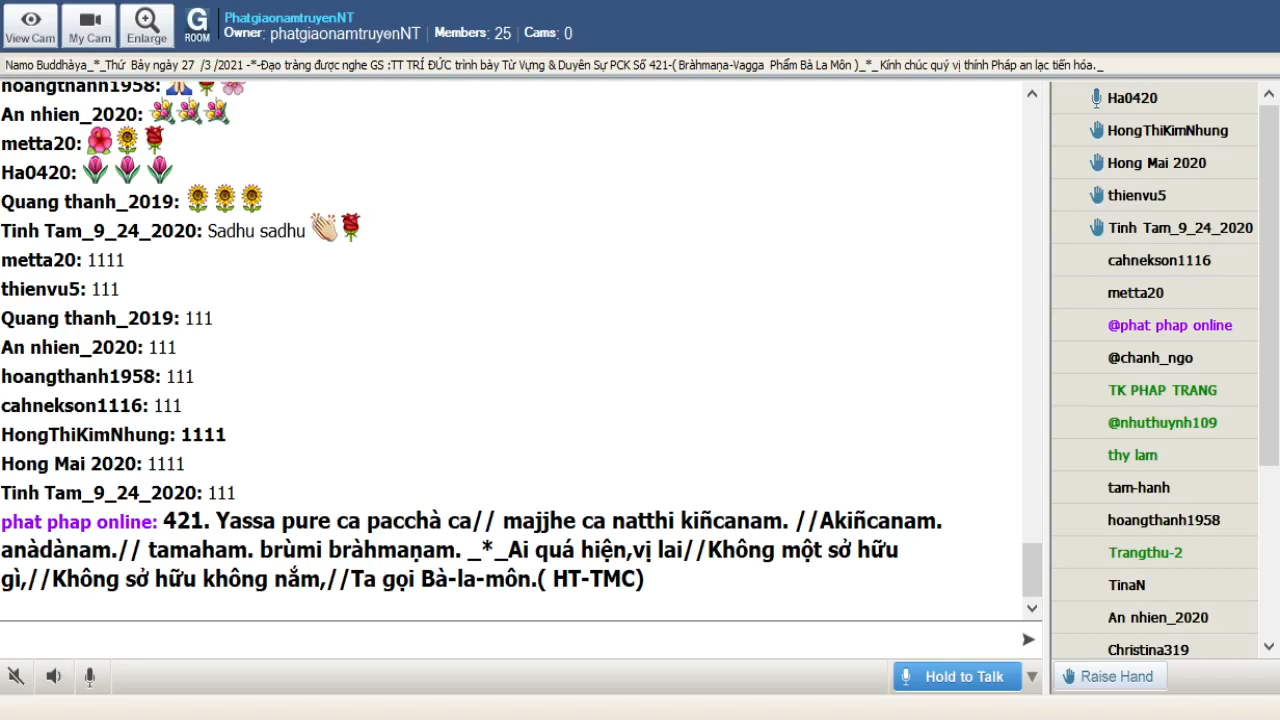 View Cam
My Cam
Enlarge
G
ROOM
PhatgiaonamtruyenNT
Owner: phatgiaonamtruyenNT | Members: 25 | Cams: 0
Namo Buddhàya_*_Thứ Bảy ngày 27 /3 /2021 -*-Đạo tràng được nghe GS :TT TRÍ ĐỨC trình bày Từ Vựng & Duyên Sự PCK Số 421-( Bràhmaṇa-Vagga Phẩm Bà La Môn )_*_ Kính chúc quý vị thính Pháp an lạc tiến hóa._
hoangthanh1958:
An nhien_2020:
metta20:
Ha0420:
Quang thanh_2019:
Tinh Tam_9_24_2020: Sadhu sadhu
metta20: 1111
thienvu5: 111
Quang thanh_2019: 111
An nhien_2020: 111
hoangthanh1958: 111
cahnekson1116: 111
HongThiKimNhung: 1111
Hong Mai 2020: 1111
Tinh Tam_9_24_2020: 111
phat phap online: 421. Yassa pure ca pacchà ca// majjhe ca natthi kiñcanam. //Akiñcanam.
anàdànam.// tamaham. brùmi bràhmaṇam. _*_Ai quá hiện,vị lai//Không một sở hữu
gì,//Không sở hữu không nắm,//Ta gọi Bà-la-môn.( HT-TMC)
Ha0420
HongThiKimNhung
Hong Mai 2020
thienvu5
Tinh Tam_9_24_2020
cahnekson1116
metta20
@phat phap online
@chanh_ngo
TK PHAP TRANG
@nhuthuynh109
thy lam
tam-hanh
hoangthanh1958
Trangthu-2
TinaN
An nhien_2020
Christina319
Hold to Talk
Raise Hand